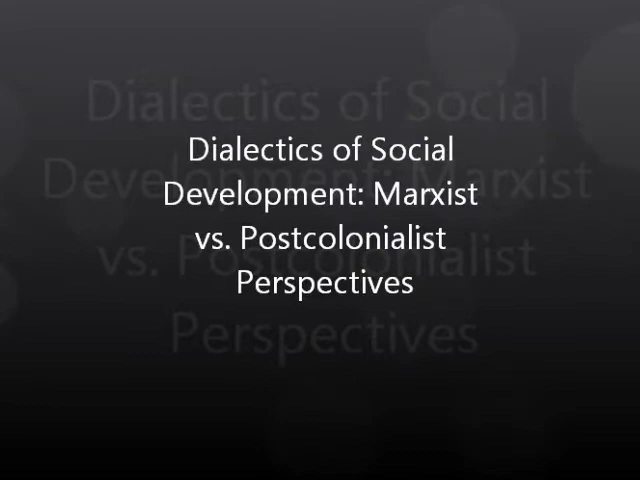 Dialectics of Social
Development: Marxist
vs. Postcolonialist
Perspectives